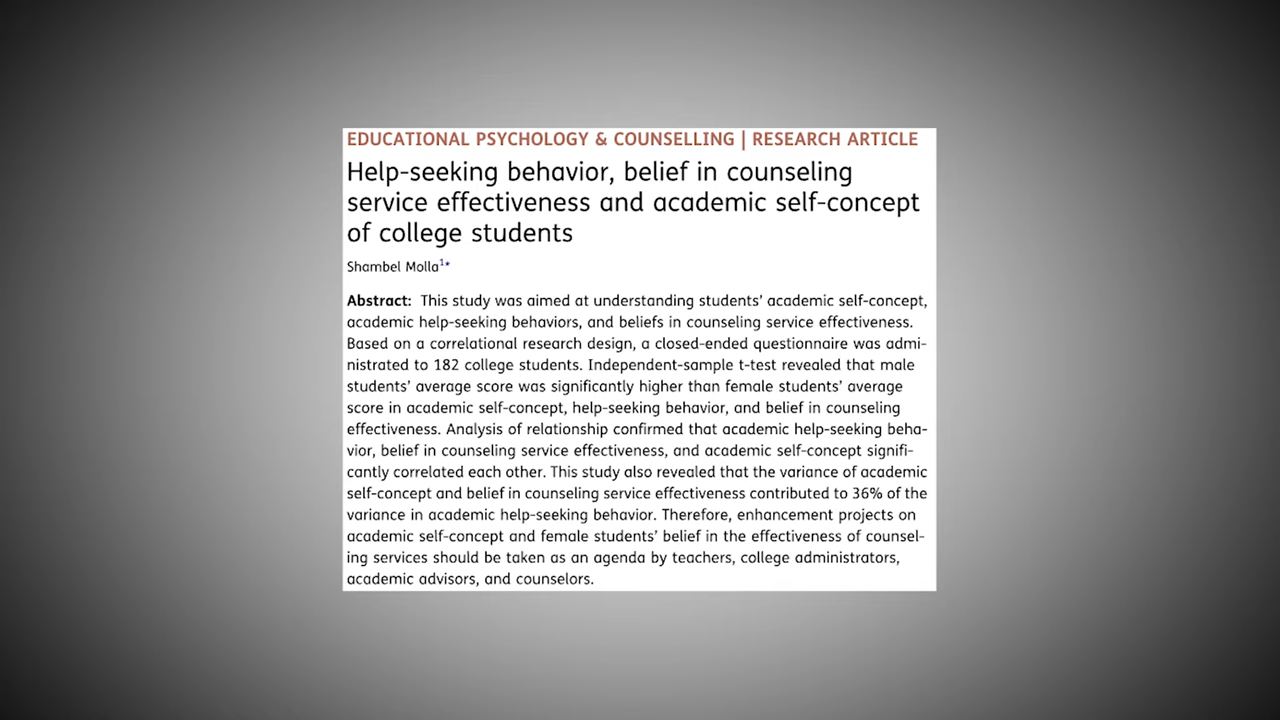 EDUCATIONAL PSYCHOLOGY & COUNSELLING | RESEARCH ARTICLE
Help-seeking behavior, belief in counseling
service effectiveness and academic self-concept
of college students
Shambel Molla1*
Abstract: This study was aimed at understanding students' academic self-concept,
academic help-seeking behaviors, and beliefs in counseling service effectiveness.
Based on a correlational research design, a closed-ended questionnaire was admi-
nistrated to 182 college students. Independent-sample t-test revealed that male
students' average score was significantly higher than female students' average
score in academic self-concept, help-seeking behavior, and belief in counseling
effectiveness. Analysis of relationship confirmed that academic help-seeking beha-
vior, belief in counseling service effectiveness, and academic self-concept signifi-
cantly correlated each other. This study also revealed that the variance of academic
self-concept and belief in counseling service effectiveness contributed to 36% of the
variance in academic help-seeking behavior. Therefore, enhancement projects on
academic self-concept and female students' belief in the effectiveness of counsel-
ing services should be taken as an agenda by teachers, college administrators,
academic advisors, and counselors.